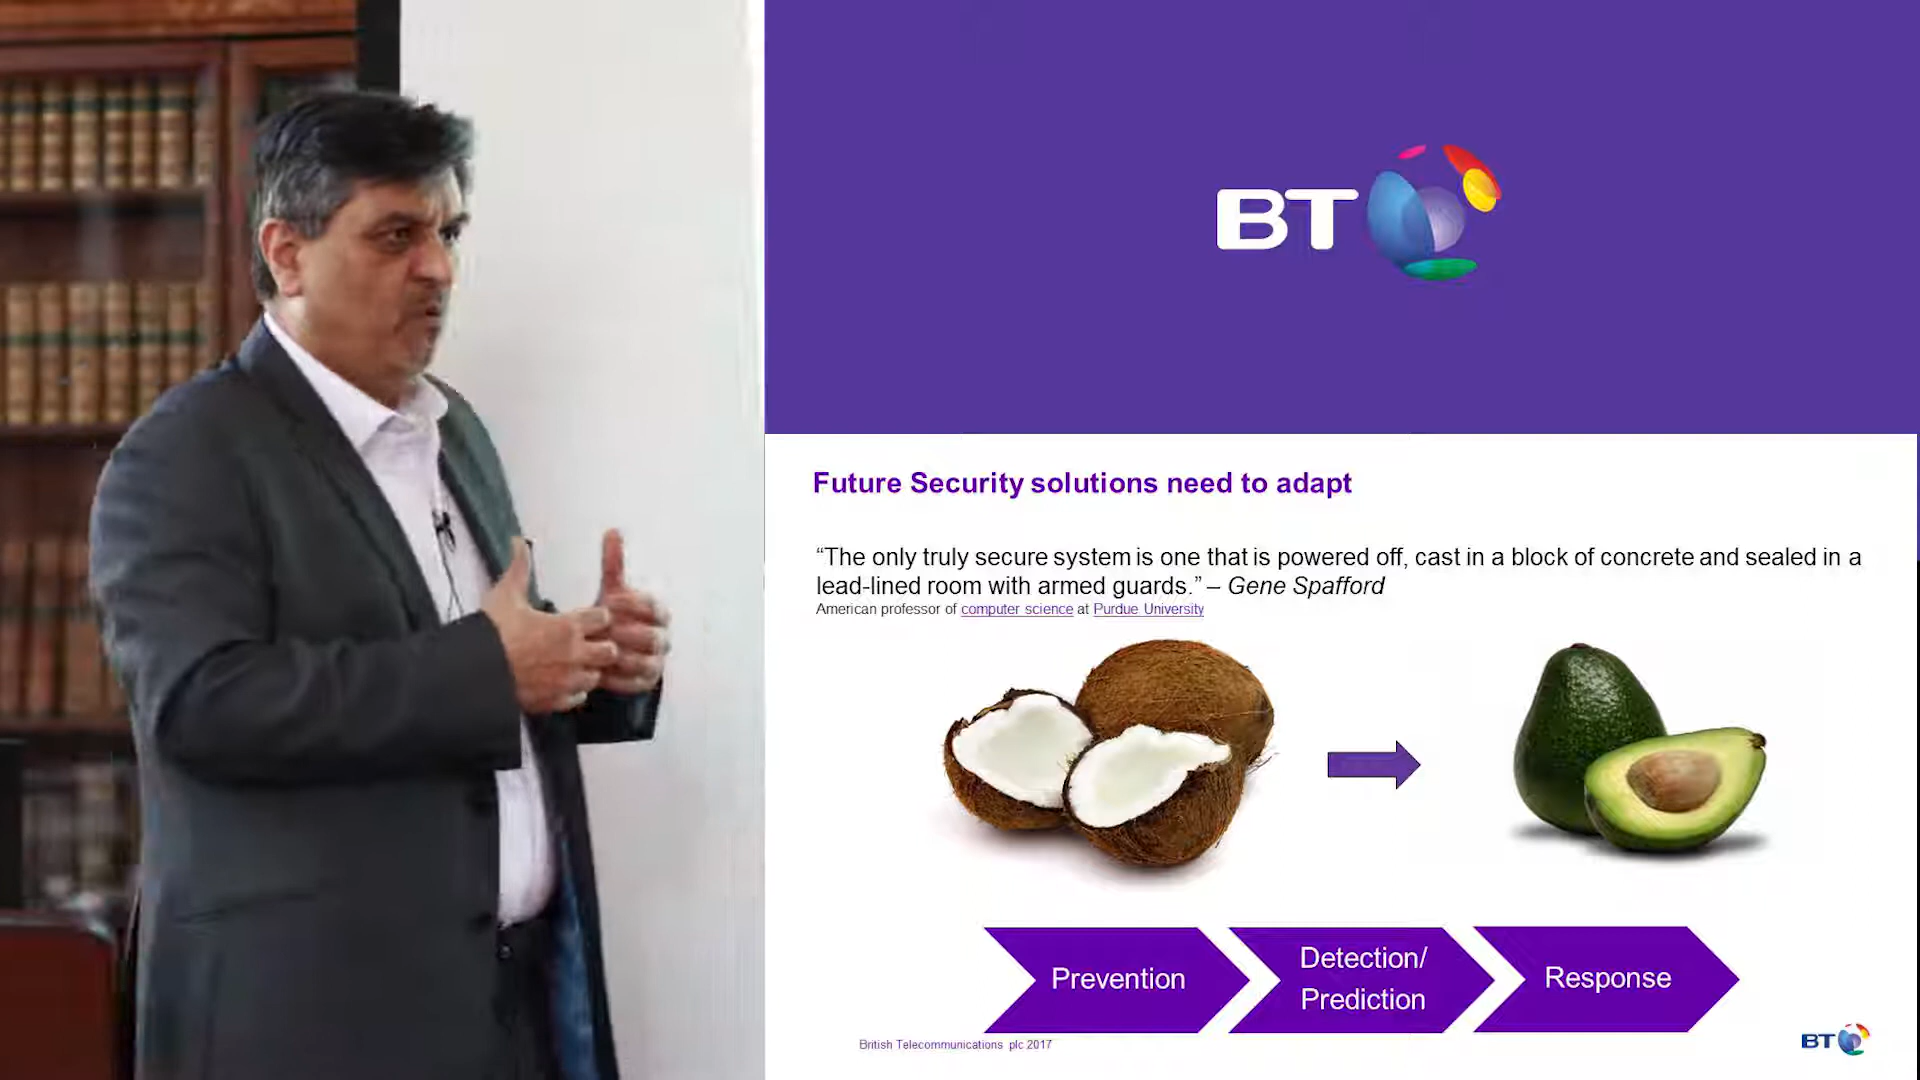 BT
Future Security solutions need to adapt
“The only truly secure system is one that is powered off, cast in a block of concrete and sealed in a
lead-lined room with armed guards.” – Gene Spafford
American professor of computer science at Purdue University
Prevention
Detection/
Prediction
Response
British Telecommunications plc 2017
BT